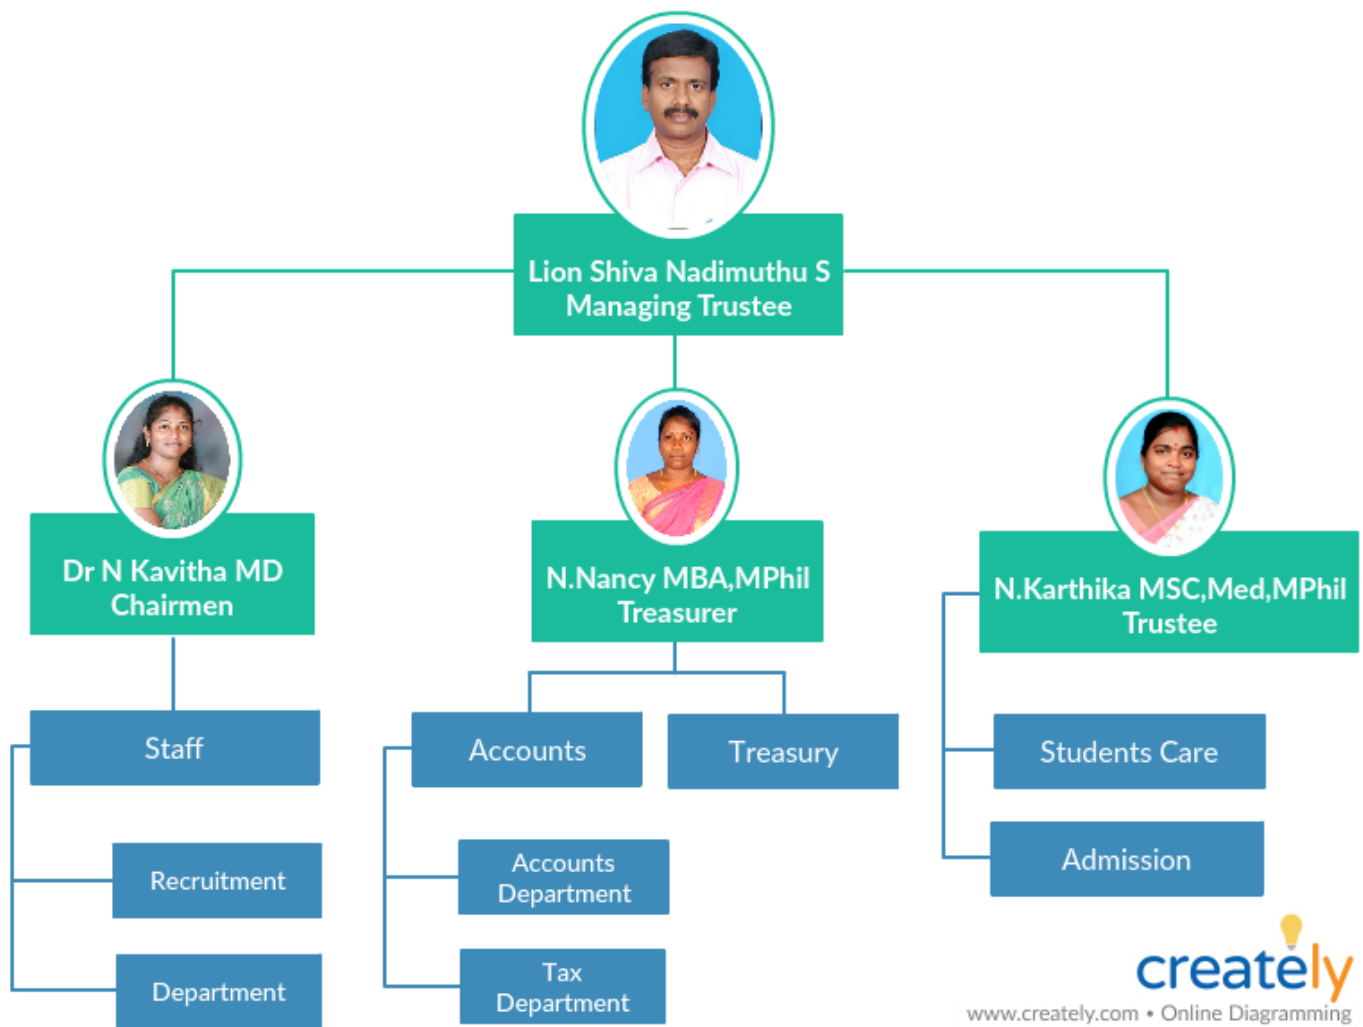 Lion Shiva Nadimuthu S
Managing Trustee
Dr N Kavitha MD
Chairmen
N.Nancy MBA,MPhil
Treasurer
N.Karthika MSC,Med,MPhil
Trustee
Staff
Accounts
Treasury
Students Care
Recruitment
Accounts
Department
Admission
Department
Tax
Department
creately
www.creately.com • Online Diagramming